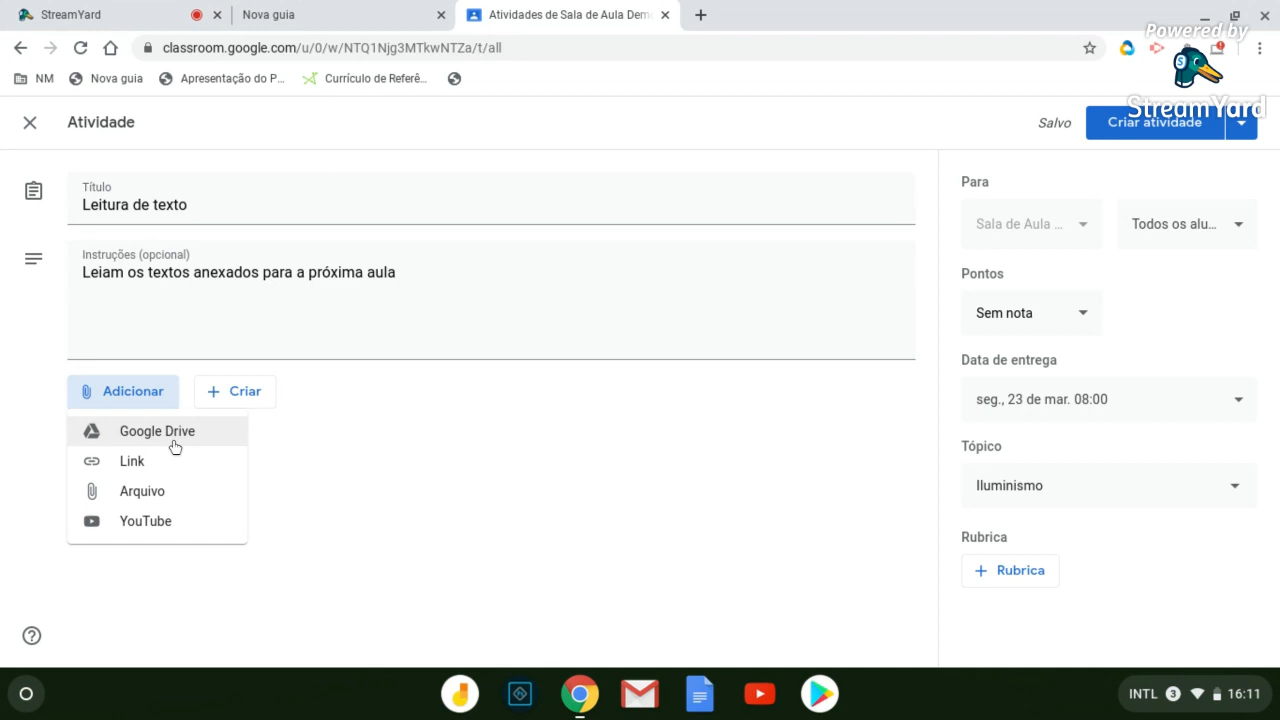 StreamYard
Nova guia
Atividades de Sala de Aula Dem
Powered by
StreamYard
classroom.google.com/u/0/w/NTQ1Njg3MTkwNTZa/t/all
NM
Nova guia
Apresentação do P...
Currículo de Referê...
Atividade
Salvo
Criar atividade
Título
Leitura de texto
Instruções (opcional)
Leiam os textos anexados para a próxima aula
Adicionar
Criar
Google Drive
Link
Arquivo
YouTube
Para
Sala de Aula ...
Todos os alu...
Pontos
Sem nota
Data de entrega
seg., 23 de mar. 08:00
Tópico
Iluminismo
Rubrica
Rubrica
INTL
3
16:11